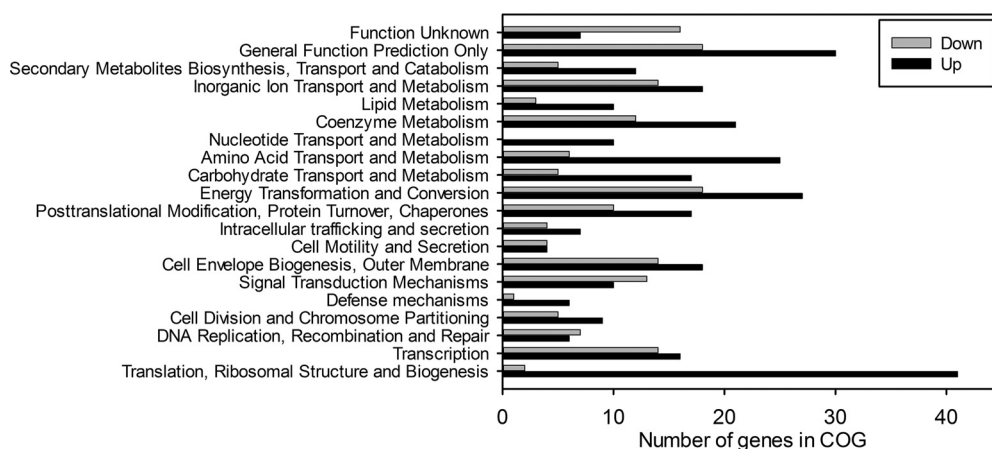 Function Unknown
General Function Prediction Only
Secondary Metabolites Biosynthesis, Transport and Catabolism
Inorganic Ion Transport and Metabolism
Lipid Metabolism
Coenzyme Metabolism
Nucleotide Transport and Metabolism
Amino Acid Transport and Metabolism
Carbohydrate Transport and Metabolism
Energy Transformation and Conversion
Posttranslational Modification, Protein Turnover, Chaperones
Intracellular trafficking and secretion
Cell Motility and Secretion
Cell Envelope Biogenesis, Outer Membrane
Signal Transduction Mechanisms
Defense mechanisms
Cell Division and Chromosome Partitioning
DNA Replication, Recombination and Repair
Transcription
Translation, Ribosomal Structure and Biogenesis
Down
Up
0 10 20 30 40
Number of genes in COG